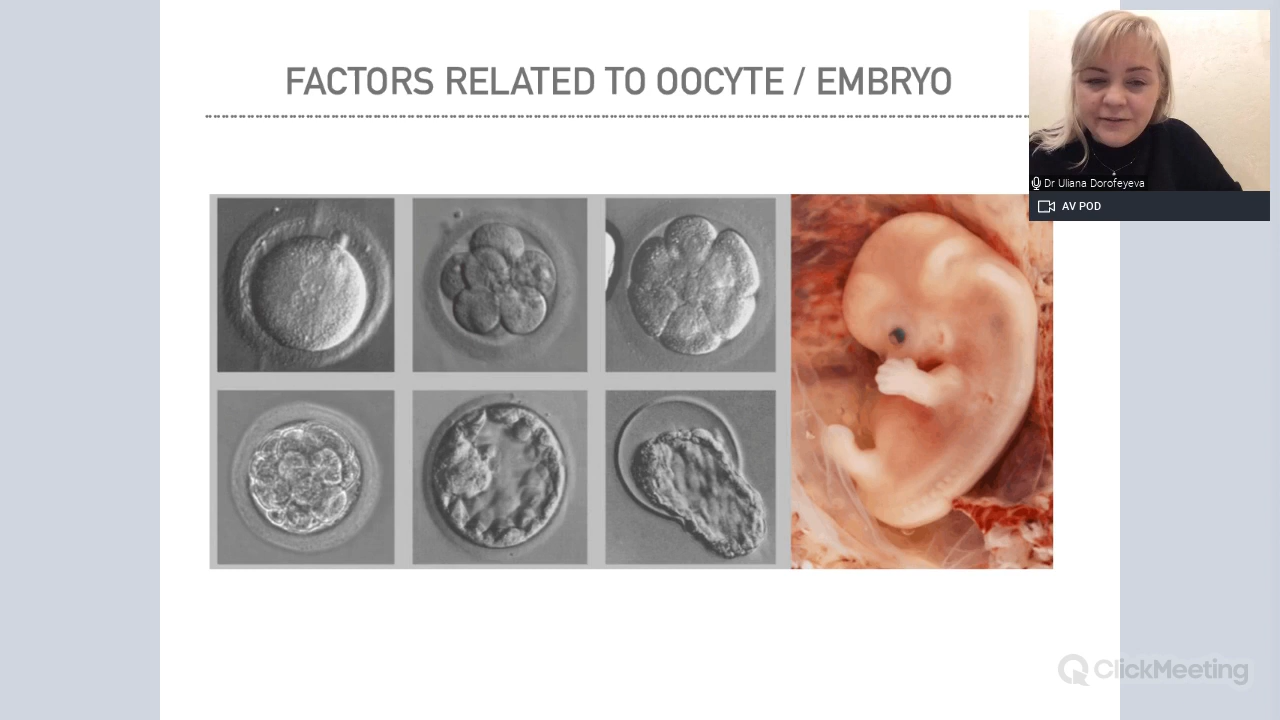 FACTORS RELATED TO OOCYTE / EMBRYO
Dr Uliana Dorofeyeva
AV POD
ClickMeeting